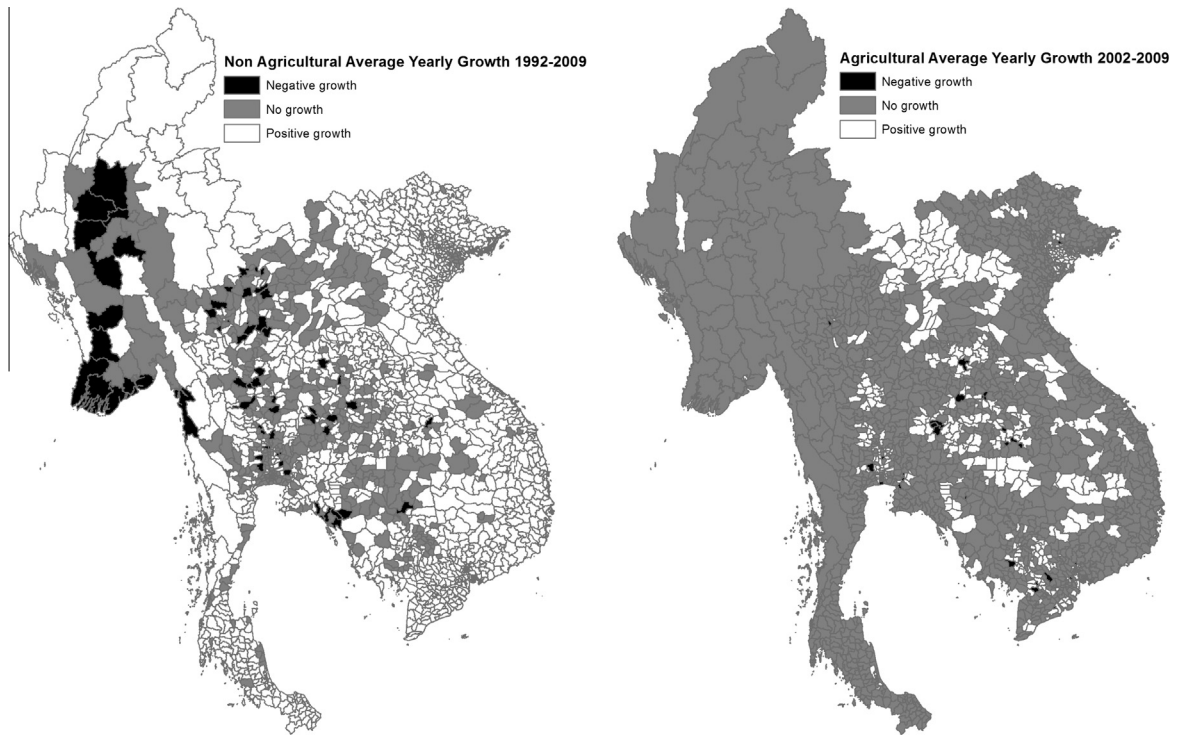 Non Agricultural Average Yearly Growth 1992-2009
Negative growth
No growth
Positive growth
Agricultural Average Yearly Growth 2002-2009
Negative growth
No growth
Positive growth